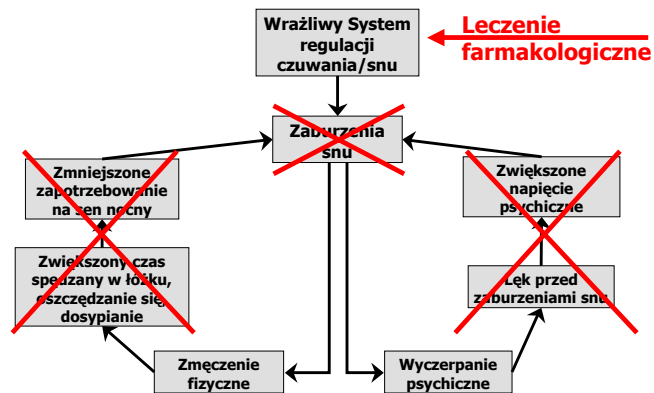 Wrażliwy System
regulacji
czuwania/snu
Leczenie
farmakologiczne
Zaburzenia
snu
Zmniejszone
zapotrzebowanie
na sen nocny
Zwiększone
napięcie
psychiczne
Zwiększony czas
spędzany w łóżku,
oszczędzanie się,
dosypianie
Lęk przed
zaburzeniami snu
Zmęczenie
fizyczne
Wyczerpanie
psychiczne